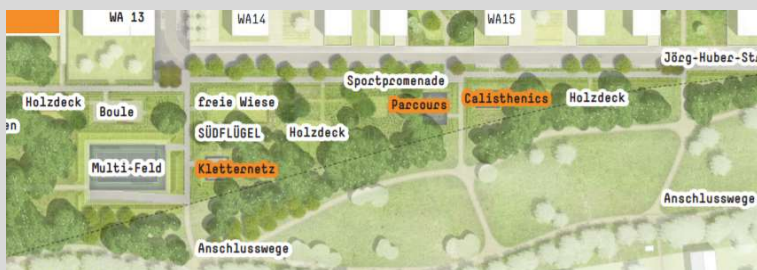 WA 13
WA14
WA15
Jörg-Huber-St
Sportpromenade
Holzdeck
Boule
freie Wiese
Parcours
Calisthenics
Holzdeck
en
SÜDFLÜGEL
Holzdeck
Multi-Feld
Kletternetz
Anschlusswege
Anschlusswege